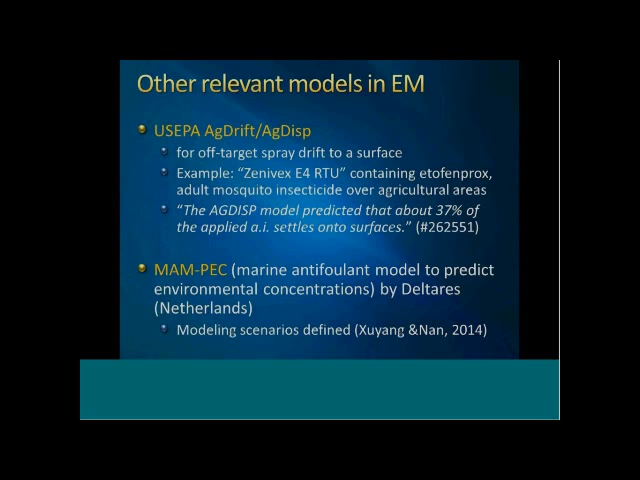 Other relevant models in EM
USEPA AgDrift/AgDisp
for off-target spray drift to a surface
Example: “Zenivex E4 RTU” containing etofenprox,
adult mosquito insecticide over agricultural areas
“The AGDISP model predicted that about 37% of
the applied a.i. settles onto surfaces.” (#262551)
MAM-PEC (marine antifoulant model to predict
environmental concentrations) by Deltares
(Netherlands)
Modeling scenarios defined (Xuyang &Nan, 2014)